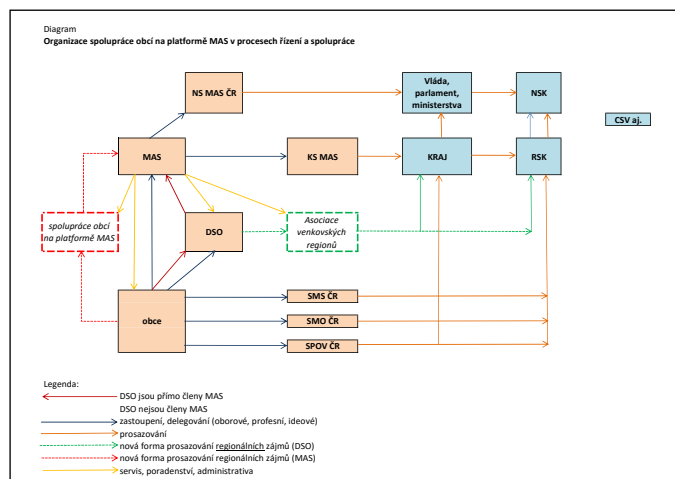 Diagram
Organizace spolupráce obcí na platformě MAS v procesech řízení a spolupráce
NS MAS ČR
Vláda,
parlament,
ministerstva
NSK
CSV aj.
MAS
KS MAS
KRAJ
RSK
spolupráce obcí
na platformě MAS
DSO
Asociace
venkovských
regionů
obce
SMS ČR
SMO ČR
SPOV ČR
Legenda:
DSO jsou přímo členy MAS
DSO nejsou členy MAS
zastoupení, delegování (oborové, profesní, ideové)
prosazování
nová forma prosazování regionálních zájmů (DSO)
nová forma prosazování regionálních zájmů (MAS)
servis, poradenství, administrativa